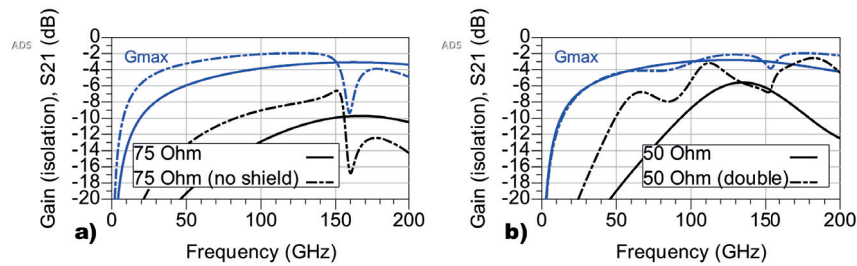 ADS
Gain (isolation), S21 (dB)
0
-2
-4
-6
-8
-10
-12
-14
-16
-18
-20
Gmax
75 Ohm
75 Ohm (no shield)
0
50
100
150
200
Frequency (GHz)
a)
ADS
Gain (isolation), S21 (dB)
0
-2
-4
-6
-8
-10
-12
-14
-16
-18
-20
Gmax
50 Ohm
50 Ohm (double)
0
50
100
150
200
Frequency (GHz)
b)